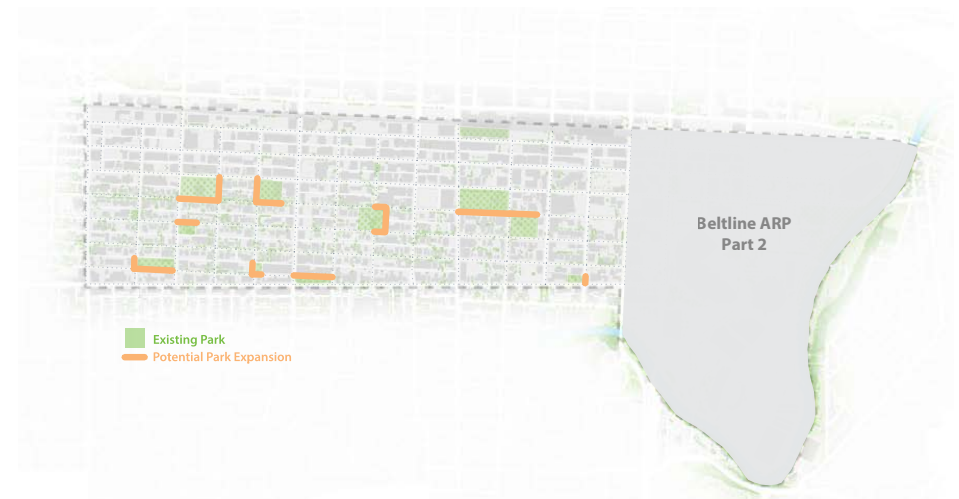 Beltline ARP
Part 2
Existing Park
Potential Park Expansion